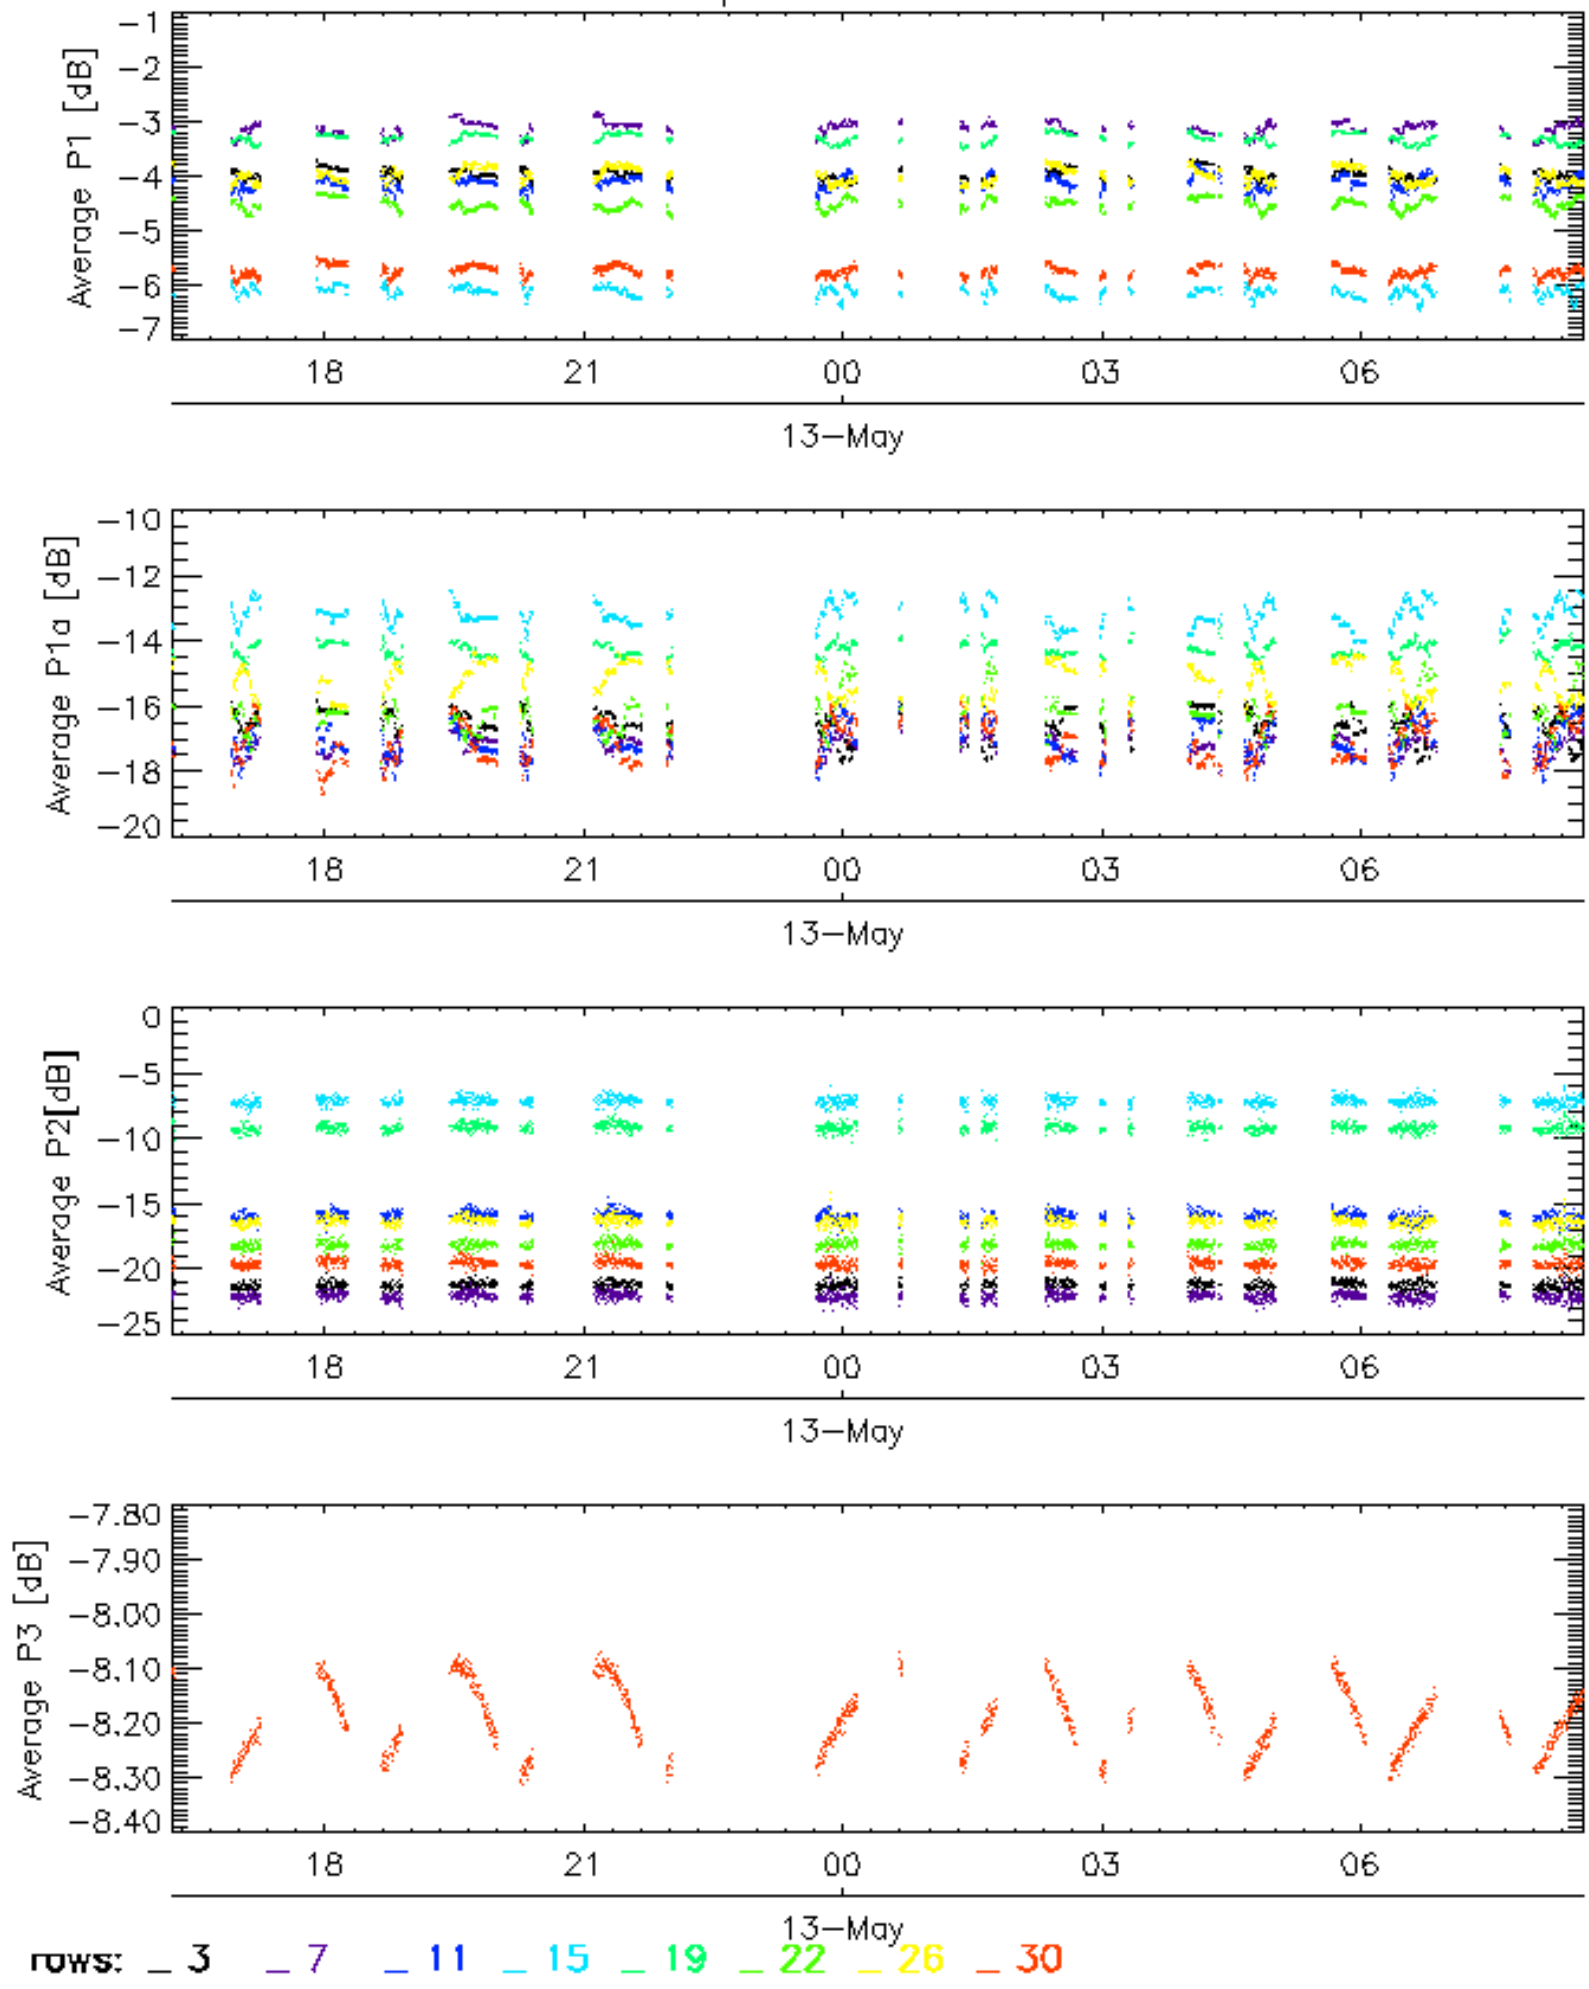 Average P1 [dB]
-1
-2
-3
-4
-5
-6
-7
18 21 00 03 06
13-May
Average P1a [dB]
-10
-12
-14
-16
-18
-20
18 21 00 03 06
13-May
Average P2[dB]
0
-5
-10
-15
-20
-25
18 21 00 03 06
13-May
Average P3 [dB]
-7.80
-7.90
-8.00
-8.10
-8.20
-8.30
-8.40
18 21 00 03 06
13-May
rows: _ 3 _ 7 _ 11 _ 15 _ 19 _ 22 _ 26 _ 30